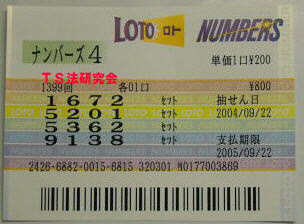 LOTO ロト NUMBERS
ナンバーズ4 単価1口¥200
TS法研究会
1399回 各01口 ¥800
1672 セット 抽せん日
5201 セット 2004/09/22
5362 セット 支払期限
9138 セット 2005/09/22
2426-6882-0015-6815 320301 M0177003869